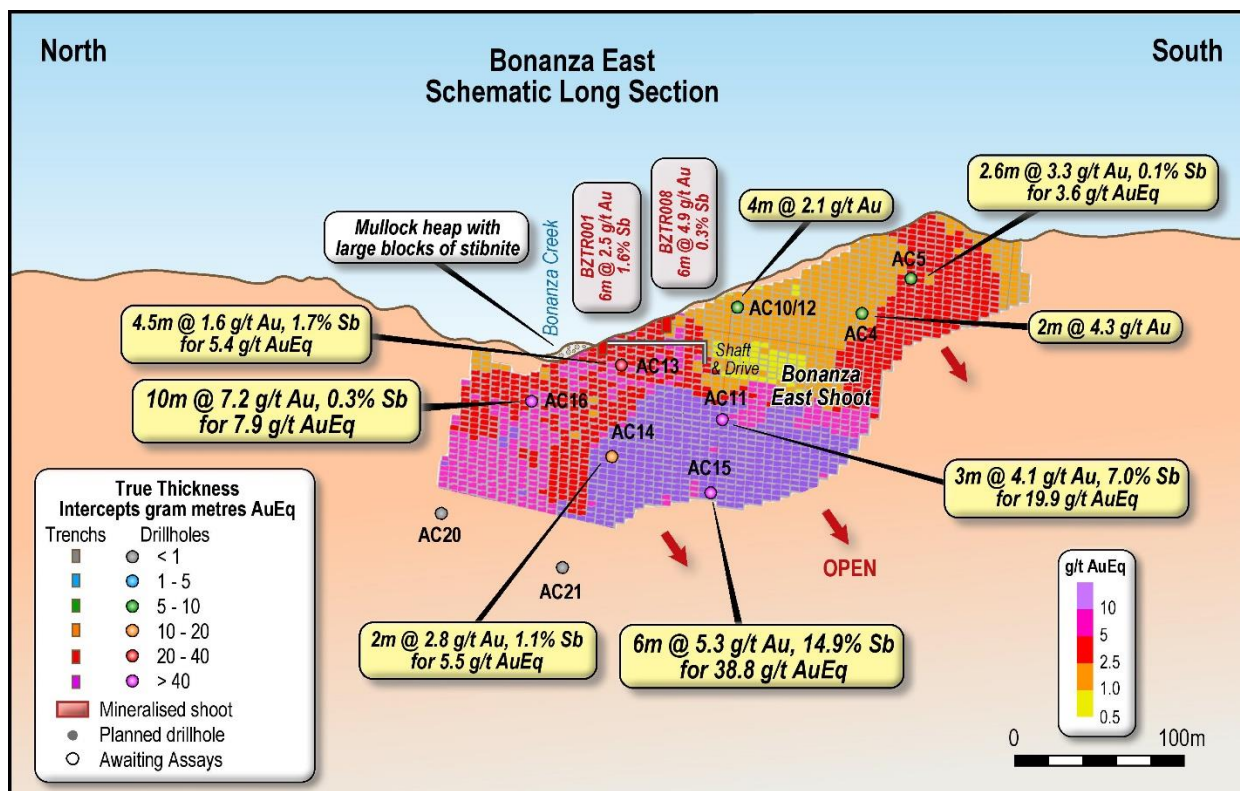 North
Bonanza East
Schematic Long Section
South
2.6m @ 3.3 g/t Au, 0.1% Sb
for 3.6 g/t AuEq
BZTR001
6m @ 2.5 g/t Au
1.6% Sb
BZTR008
6m @ 4.9 g/t Au
0.3% Sb
4m @ 2.1 g/t Au
Mullock heap with
large blocks of stibnite
Bonanza Creek
AC5
AC10/12
AC4
2m @ 4.3 g/t Au
4.5m @ 1.6 g/t Au, 1.7% Sb
for 5.4 g/t AuEq
Shaft
& Drive
AC13
Bonanza
East Shoot
10m @ 7.2 g/t Au, 0.3% Sb
for 7.9 g/t AuEq
AC16
AC11
AC14
AC15
3m @ 4.1 g/t Au, 7.0% Sb
for 19.9 g/t AuEq
AC20
AC21
OPEN
2m @ 2.8 g/t Au, 1.1% Sb
for 5.5 g/t AuEq
6m @ 5.3 g/t Au, 14.9% Sb
for 38.8 g/t AuEq
True Thickness
Intercepts gram metres AuEq
Trenchs Drillholes
< 1
1 - 5
5 - 10
10 - 20
20 - 40
> 40
Mineralised shoot
Planned drillhole
Awaiting Assays
g/t AuEq
10
5
2.5
1.0
0.5
0 100m